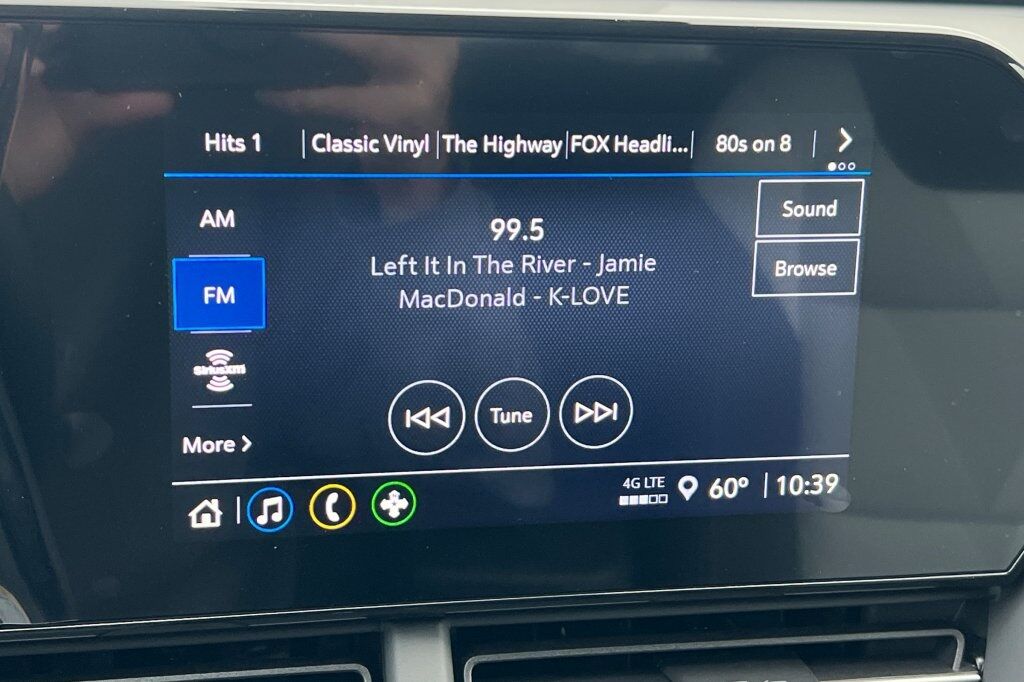 Hits 1 Classic Vinyl The Highway FOX Headli... 80s on 8
AM
99.5
Sound
Left It In The River - Jamie
MacDonald - K-LOVE
Browse
FM
SiriusXM
Tune
More
4G LTE
60° 10:39